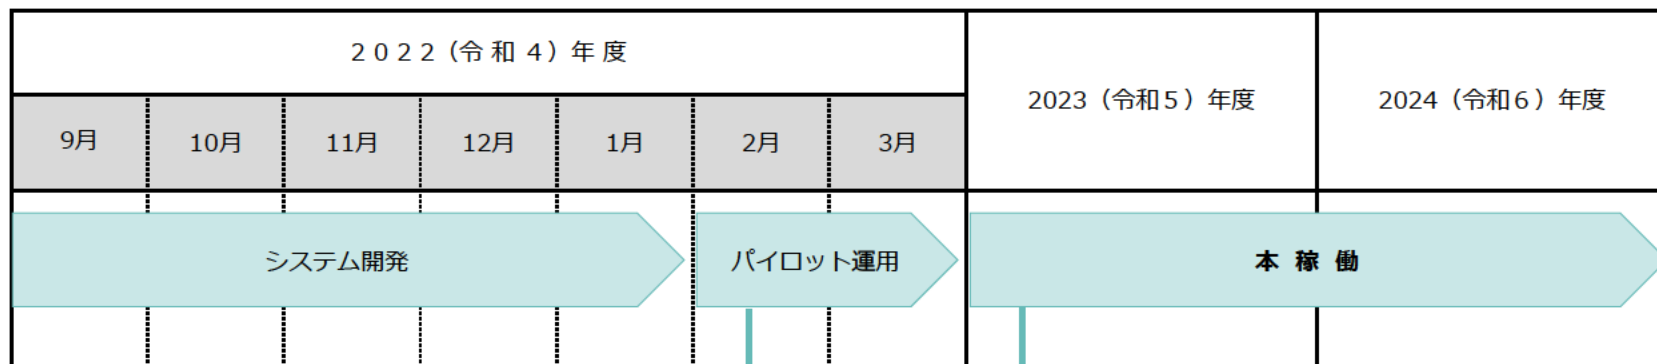 2022（令和4）年度
2023（令和5）年度
2024（令和6）年度
9月
10月
11月
12月
1月
2月
3月
システム開発
パイロット運用
本稼働